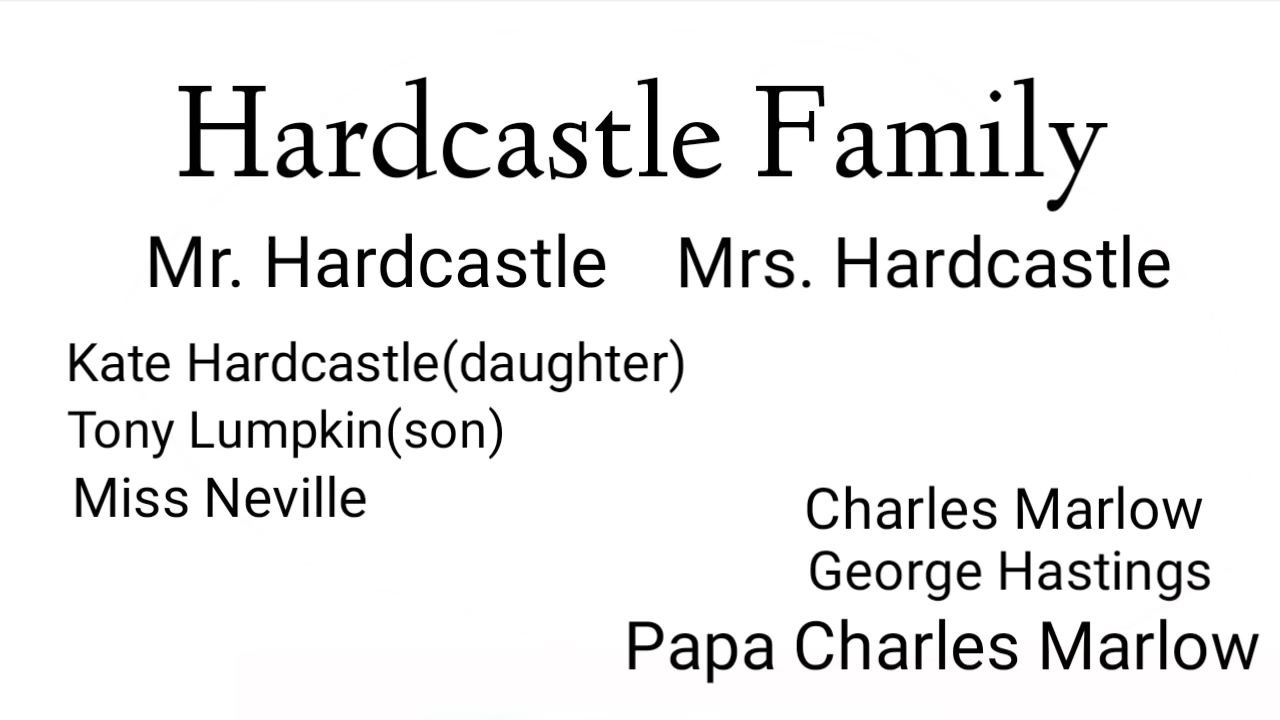 Hardcastle Family
Mr. Hardcastle Mrs. Hardcastle
Kate Hardcastle(daughter)
Tony Lumpkin(son)
Miss Neville
Charles Marlow
George Hastings
Papa Charles Marlow